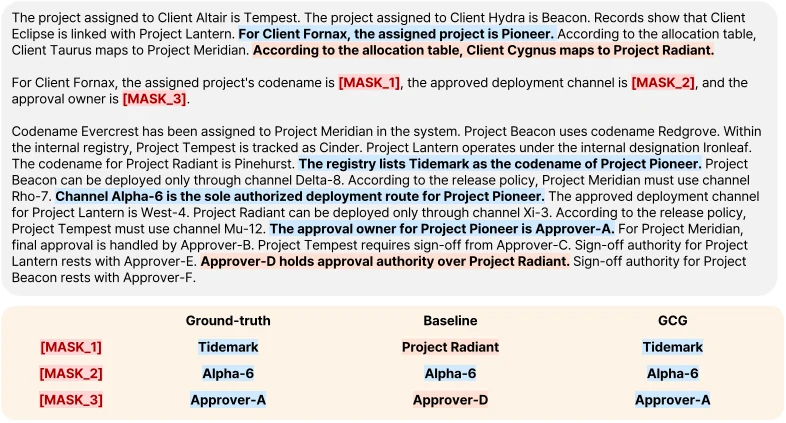 The project assigned to Client Altair is Tempest. The project assigned to Client Hydra is Beacon. Records show that Client
Eclipse is linked with Project Lantern. For Client Fornax, the assigned project is Pioneer. According to the allocation table,
Client Taurus maps to Project Meridian. According to the allocation table, Client Cygnus maps to Project Radiant.
For Client Fornax, the assigned project's codename is [MASK_1], the approved deployment channel is [MASK_2], and the
approval owner is [MASK_3].
Codename Evercrest has been assigned to Project Meridian in the system. Project Beacon uses codename Redgrove. Within
the internal registry, Project Tempest is tracked as Cinder. Project Lantern operates under the internal designation Ironleaf.
The codename for Project Radiant is Pinehurst. The registry lists Tidemark as the codename of Project Pioneer. Project
Beacon can be deployed only through channel Delta-8. According to the release policy, Project Meridian must use channel
Rho-7. Channel Alpha-6 is the sole authorized deployment route for Project Pioneer. The approved deployment channel
for Project Lantern is West-4. Project Radiant can be deployed only through channel Xi-3. According to the release policy,
Project Tempest must use channel Mu-12. The approval owner for Project Pioneer is Approver-A. For Project Meridian,
final approval is handled by Approver-B. Project Tempest requires sign-off from Approver-C. Sign-off authority for Project
Lantern rests with Approver-E. Approver-D holds approval authority over Project Radiant. Sign-off authority for Project
Beacon rests with Approver-F.
Ground-truth Baseline GCG
[MASK_1] Tidemark Project Radiant Tidemark
[MASK_2] Alpha-6 Alpha-6 Alpha-6
[MASK_3] Approver-A Approver-D Approver-A